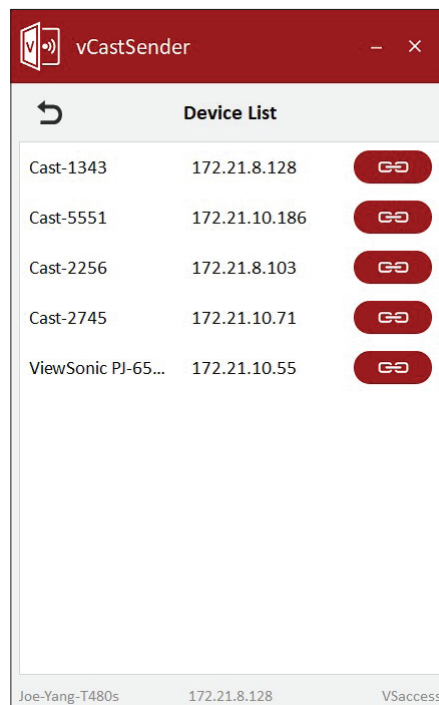 vCastSender
Device List
Cast-1343 172.21.8.128
Cast-5551 172.21.10.186
Cast-2256 172.21.8.103
Cast-2745 172.21.10.71
ViewSonic PJ-65... 172.21.10.55
Joe-Yang-T480s 172.21.8.128 VSaccess